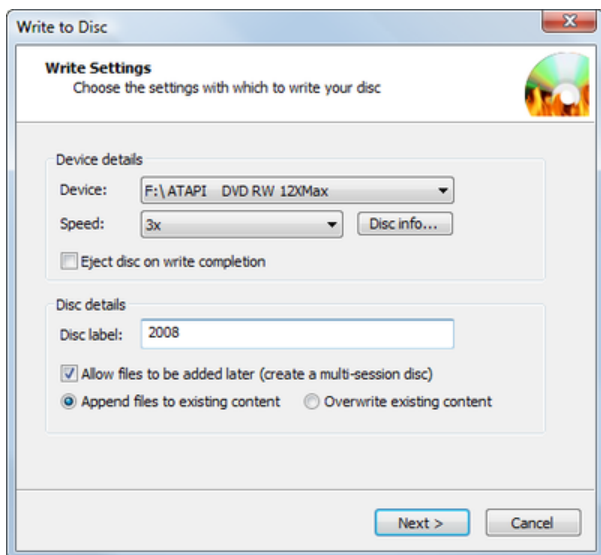 Write to Disc
Write Settings
Choose the settings with which to write your disc
Device details
Device: F:\ATAPI DVD RW 12XMax
Speed: 3x Disc info...
Eject disc on write completion
Disc details
Disc label: 2008
Allow files to be added later (create a multi-session disc)
Append files to existing content Overwrite existing content
Next > Cancel